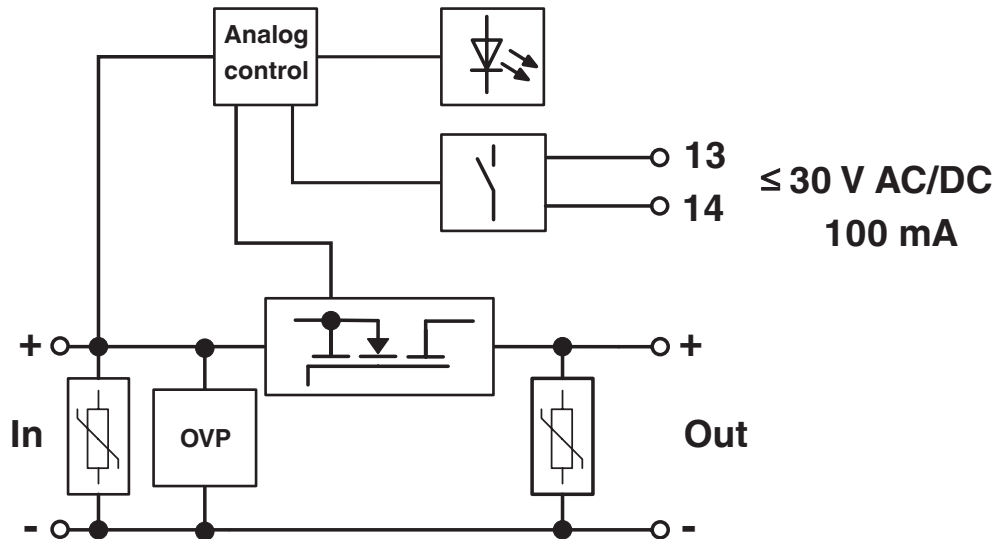 Analog
control
13
14
≤ 30 V AC/DC
100 mA
+
+
In
OVP
Out
-
-